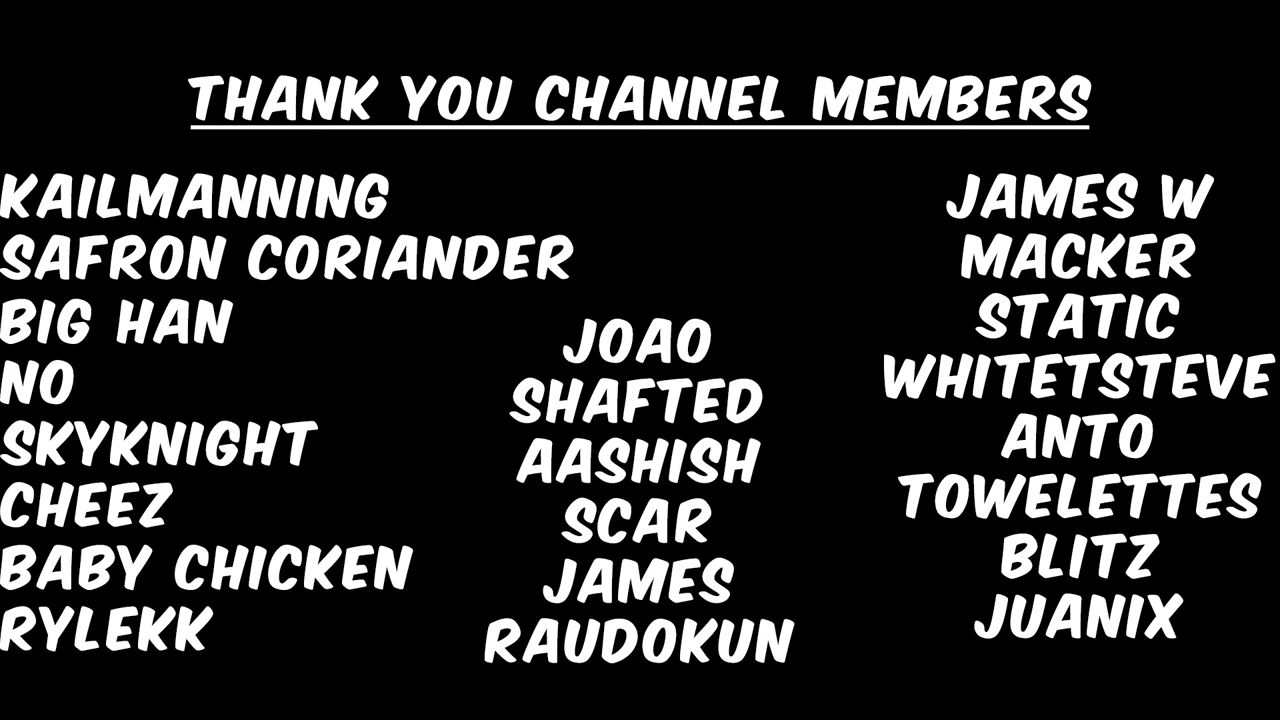 THANK YOU CHANNEL MEMBERS
KAILMANNING
SAFRON CORIANDER
BIG HAN
NO
SKYKNIGHT
CHEEZ
BABY CHICKEN
RYLEKK
JOAO
SHAFTED
AASHISH
SCAR
JAMES
RAUDOKUN
JAMES W
MACKER
STATIC
WHITETSTEVE
ANTO
TOWELETTES
BLITZ
JUANIX